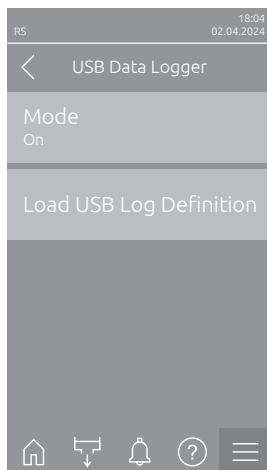 18:04
RS 02.04.2024
USB Data Logger
Mode
On
Load USB Log Definition
?